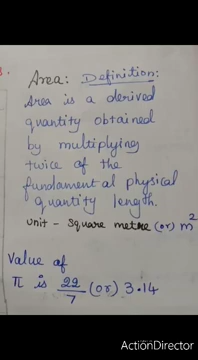 Area: Definition:
Area is a derived
quantity obtained
by multiplying
twice of the
fundamental physical
quantity length.
unit - square metre (or) m²
Value of
π is 22/7 (or) 3.14
ActionDirector